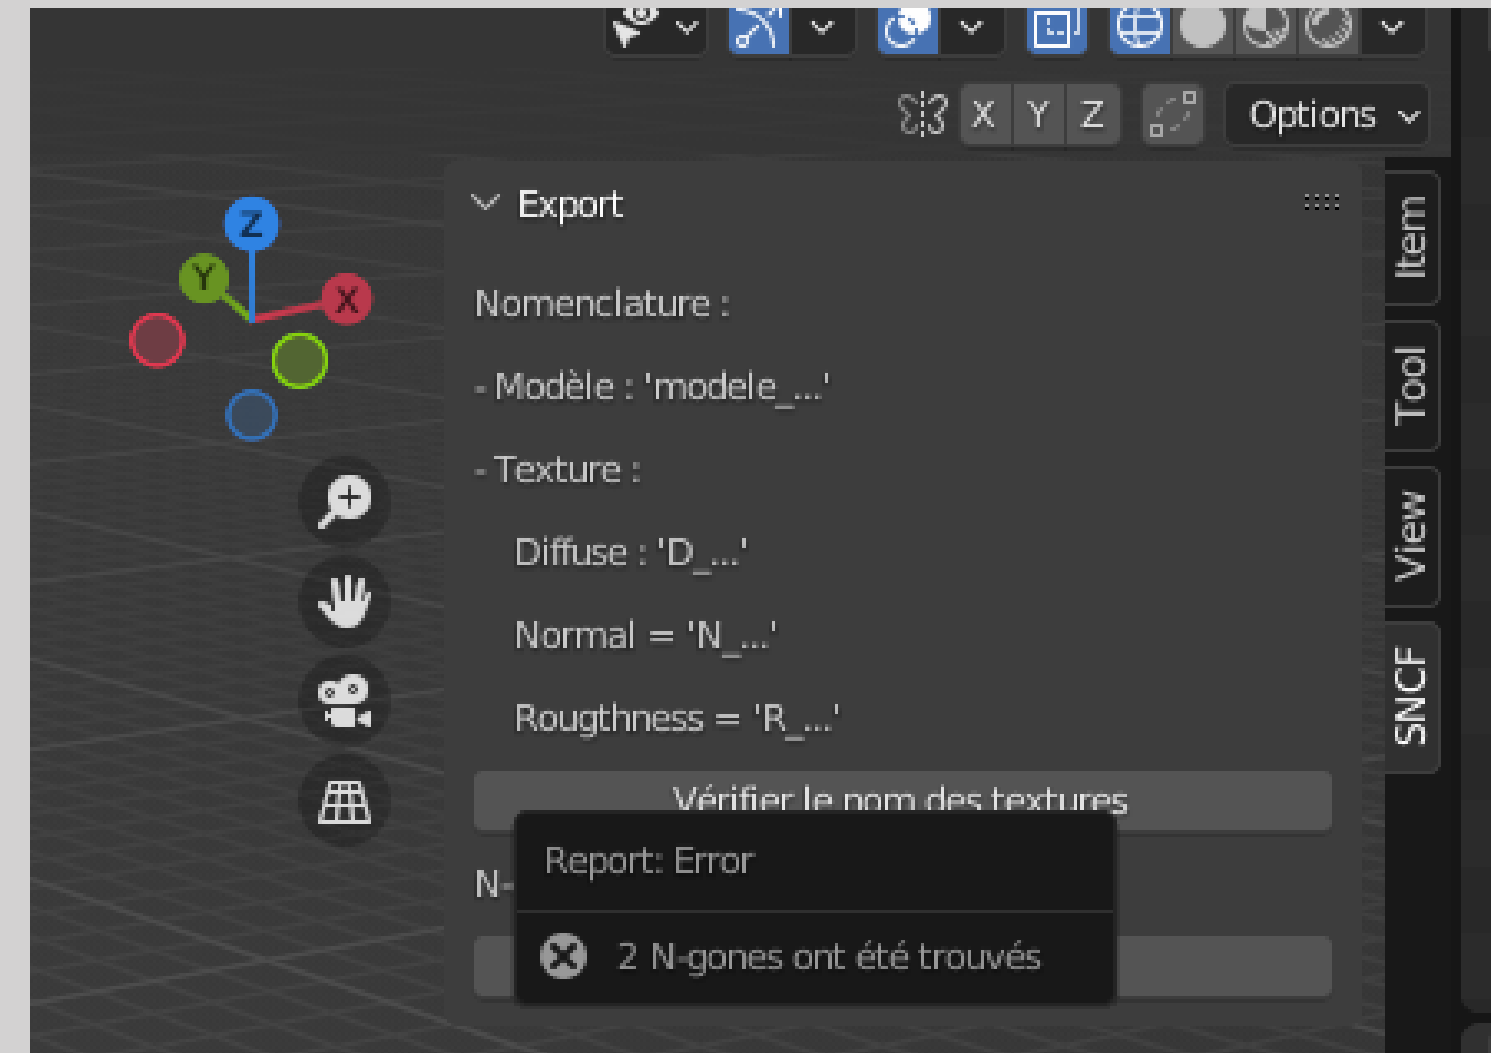 X Y Z Options
Export
Nomenclature :
- Modèle : 'modele_...'
- Texture :
Diffuse : 'D_...'
Normal = 'N_...'
Rougthness = 'R_...'
Vérifier le nom des textures
N-
Report: Error
2 N-gones ont été trouvés
Z
Y
X
Item
Tool
View
SNCF